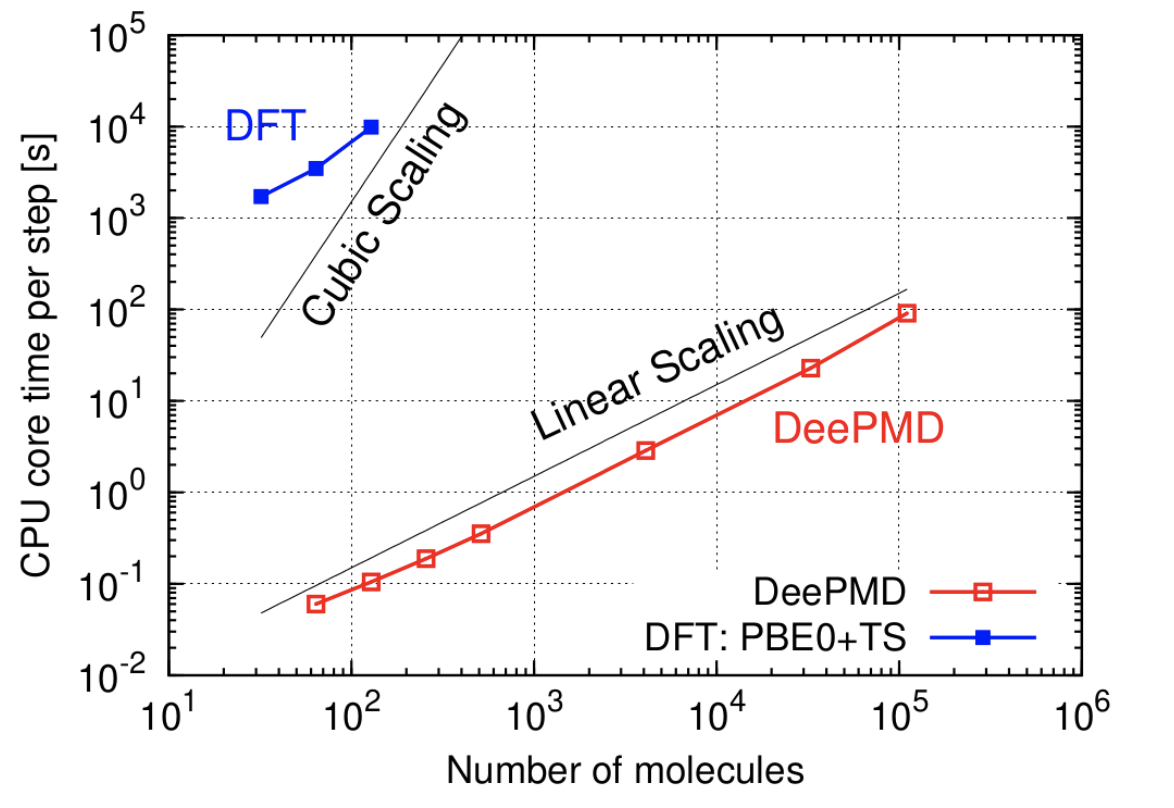 10^5
10^4
10^3
10^2
10^1
10^0
10^-1
10^-2
CPU core time per step [s]
DFT
Cubic Scaling
Linear Scaling
DeePMD
DeePMD
DFT: PBE0+TS
10^1 10^2 10^3 10^4 10^5 10^6
Number of molecules